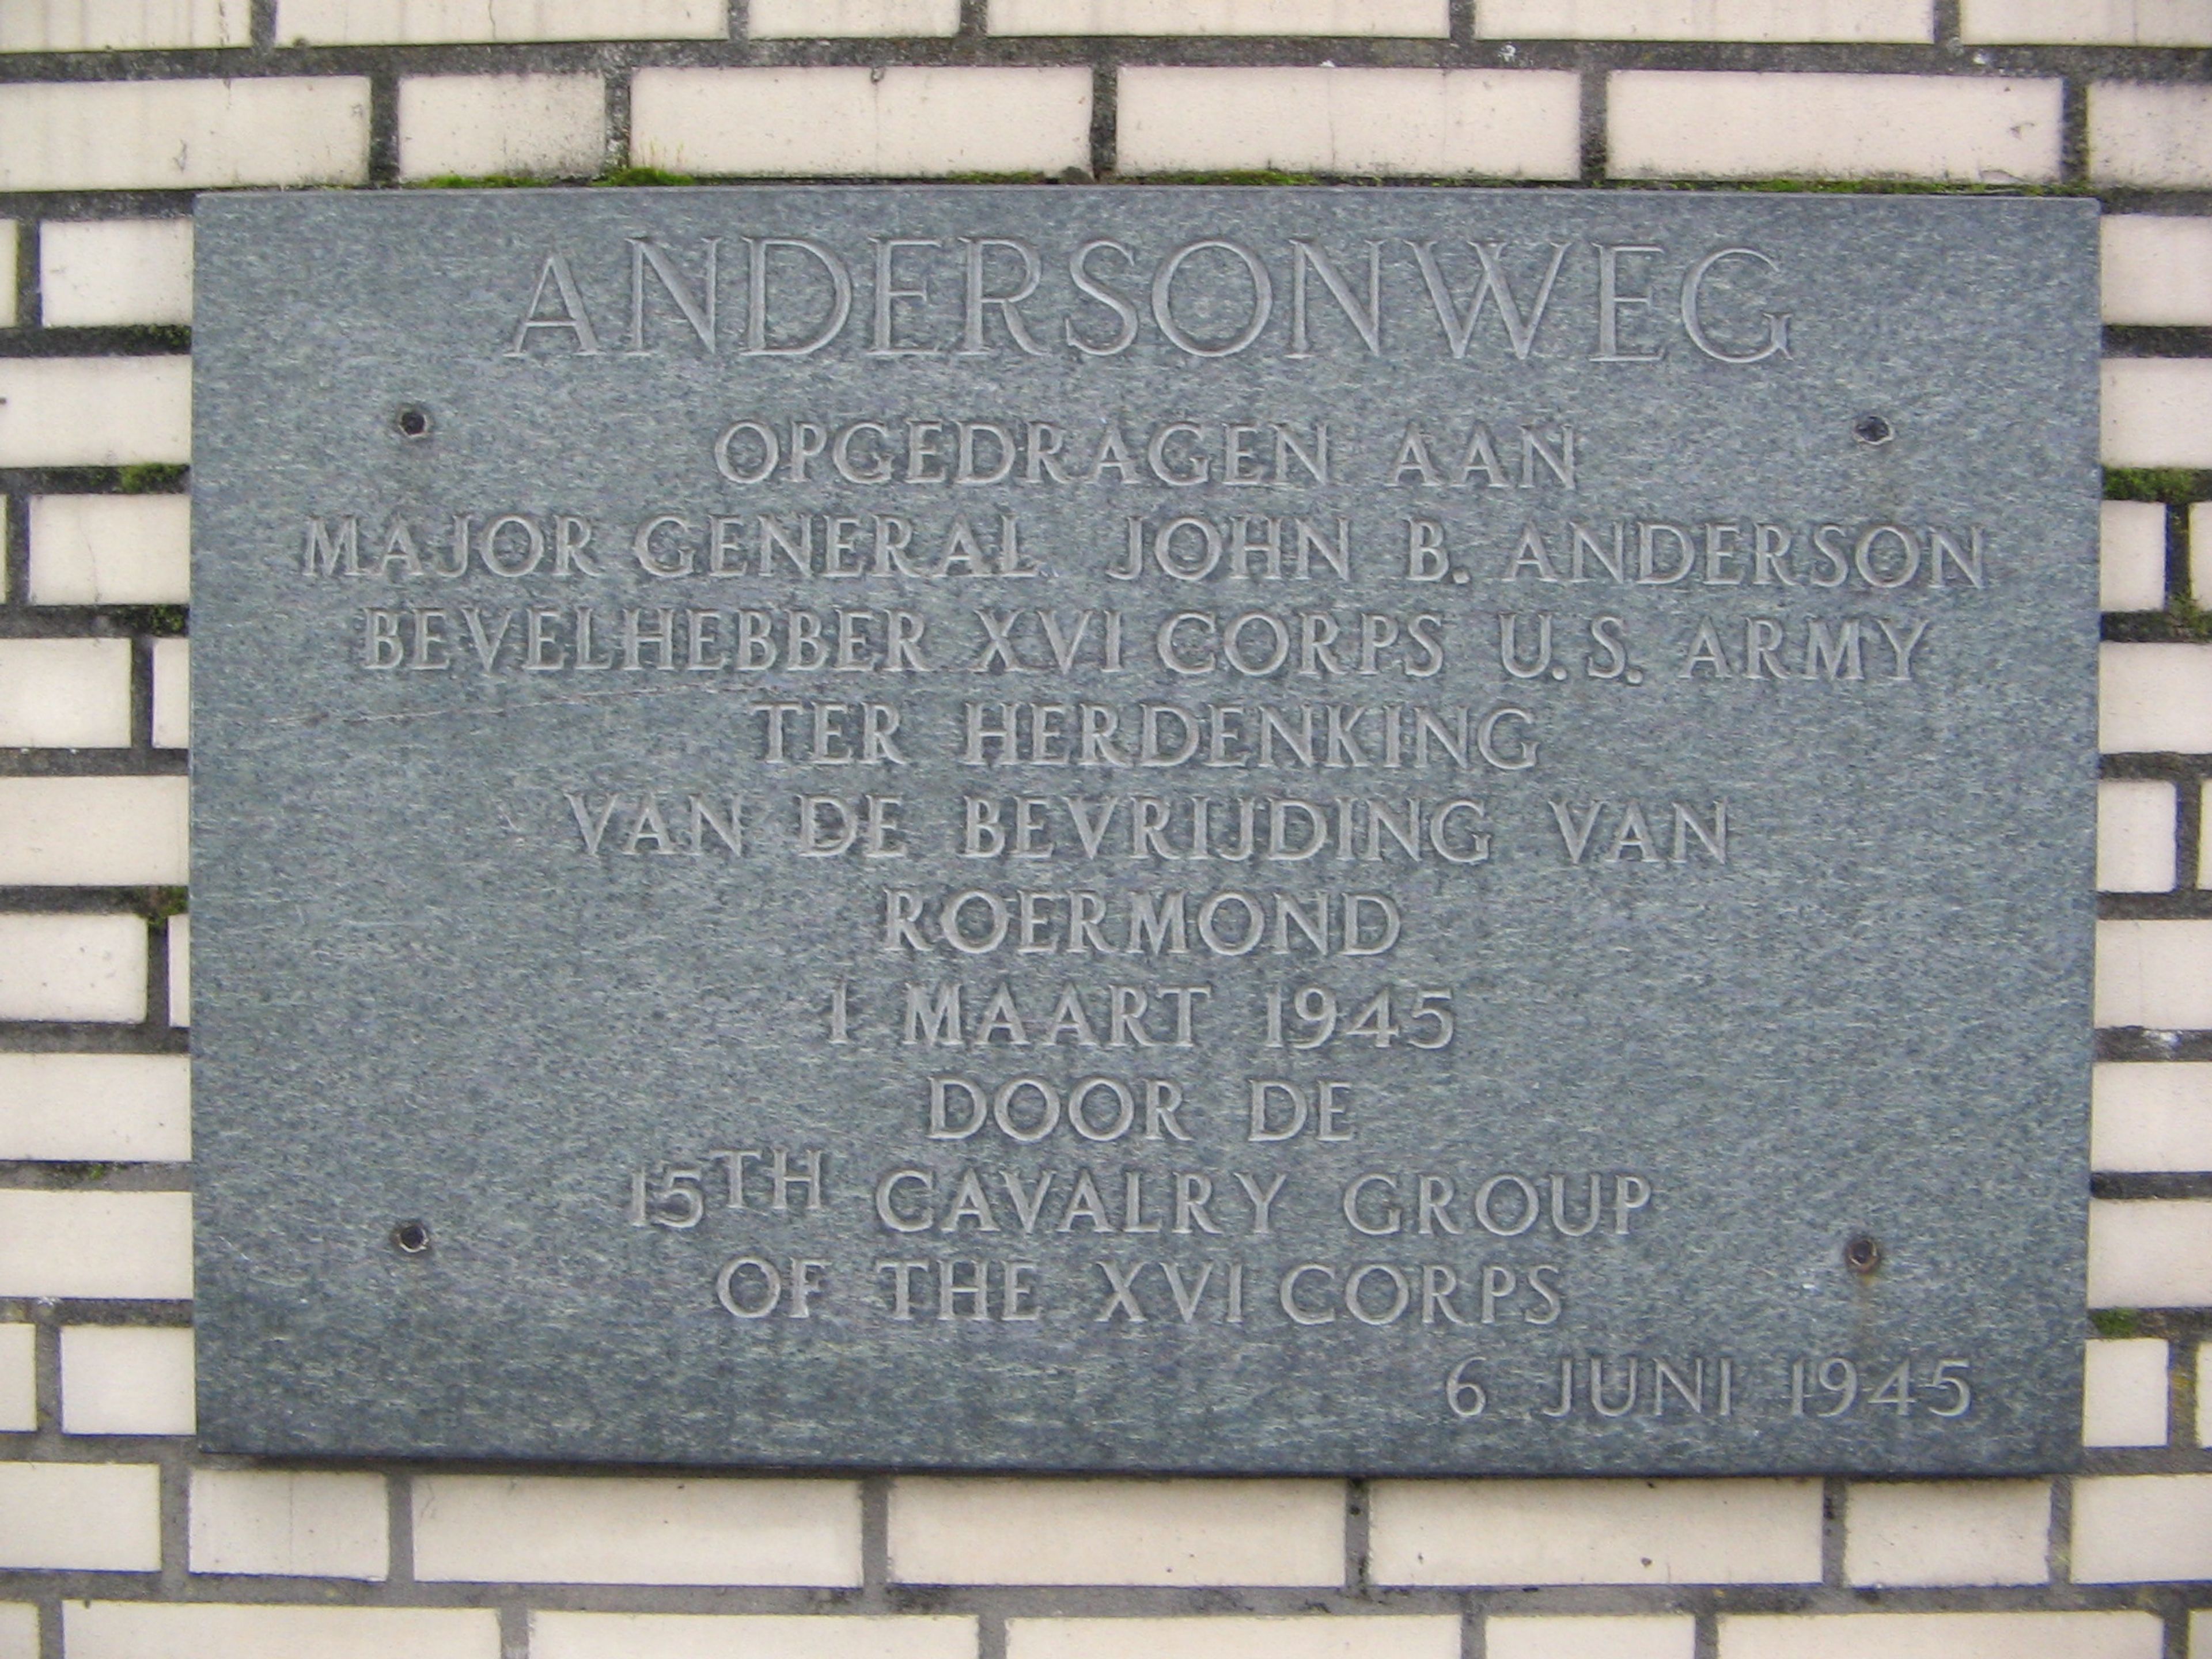 ANDERSONWEG
OPGEDRAGEN AAN
MAJOR GENERAL JOHN B. ANDERSON
BEVELHEBBER XVI CORPS U.S. ARMY
TER HERDENKING
VAN DE BEVRIJDING VAN
ROERMOND
1 MAART 1945
DOOR DE
15TH CAVALRY GROUP
OF THE XVI CORPS
6 JUNI 1945